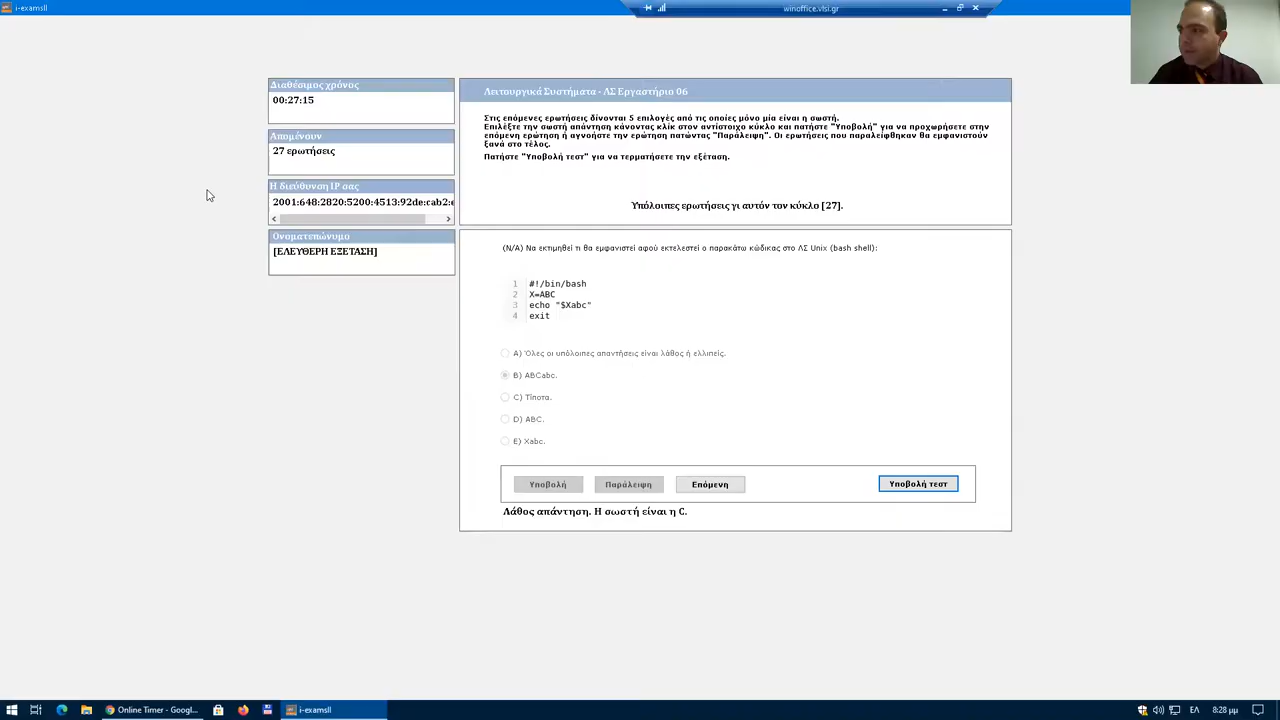 i-examsll
winoffice.vlsi.gr
Διαθέσιμος χρόνος
00:27:15
Απομένουν
27 ερωτήσεις
Η διεύθυνση IP σας
2001:648:2820:5200:4513:92de:cab2:
Ονοματεπώνυμο
[ΕΛΕΥΘΕΡΗ ΕΞΕΤΑΣΗ]
Λειτουργικά Συστήματα - ΛΣ Εργαστήριο 06
Στις επόμενες ερωτήσεις δίνονται 5 επιλογές από τις οποίες μόνο μία είναι η σωστή.
Επιλέξτε την σωστή απάντηση κάνοντας κλίκ στον αντίστοιχο κύκλο και πατήστε "Υποβολή" για να προχωρήσετε στην
επόμενη ερώτηση ή αγνοήστε την ερώτηση πατώντας "Παράλειψη". Οι ερωτήσεις που παραλείφθηκαν θα εμφανιστούν
ξανά στο τέλος.
Πατήστε "Υποβολή τεστ" για να τερματήσετε την εξέταση.
Υπόλοιπες ερωτήσεις γι αυτόν τον κύκλο [27].
(N/A) Να εκτιμηθεί τι θα εμφανιστεί αφού εκτελεστεί ο παρακάτω κώδικας στο ΛΣ Unix (bash shell):
1 #!/bin/bash
2 X=ABC
3 echo "$Xabc"
4 exit
A) Όλες οι υπόλοιπες απαντήσεις είναι λάθος ή ελλιπείς.
B) ABCabc.
C) Τίποτα.
D) ABC.
E) Xabc.
Υποβολή Παράλειψη Επόμενη Υποβολή τεστ
Λάθος απάντηση. Η σωστή είναι η C.
Online Timer - Googl... i-examsll ΕΛ 8:28 μμ